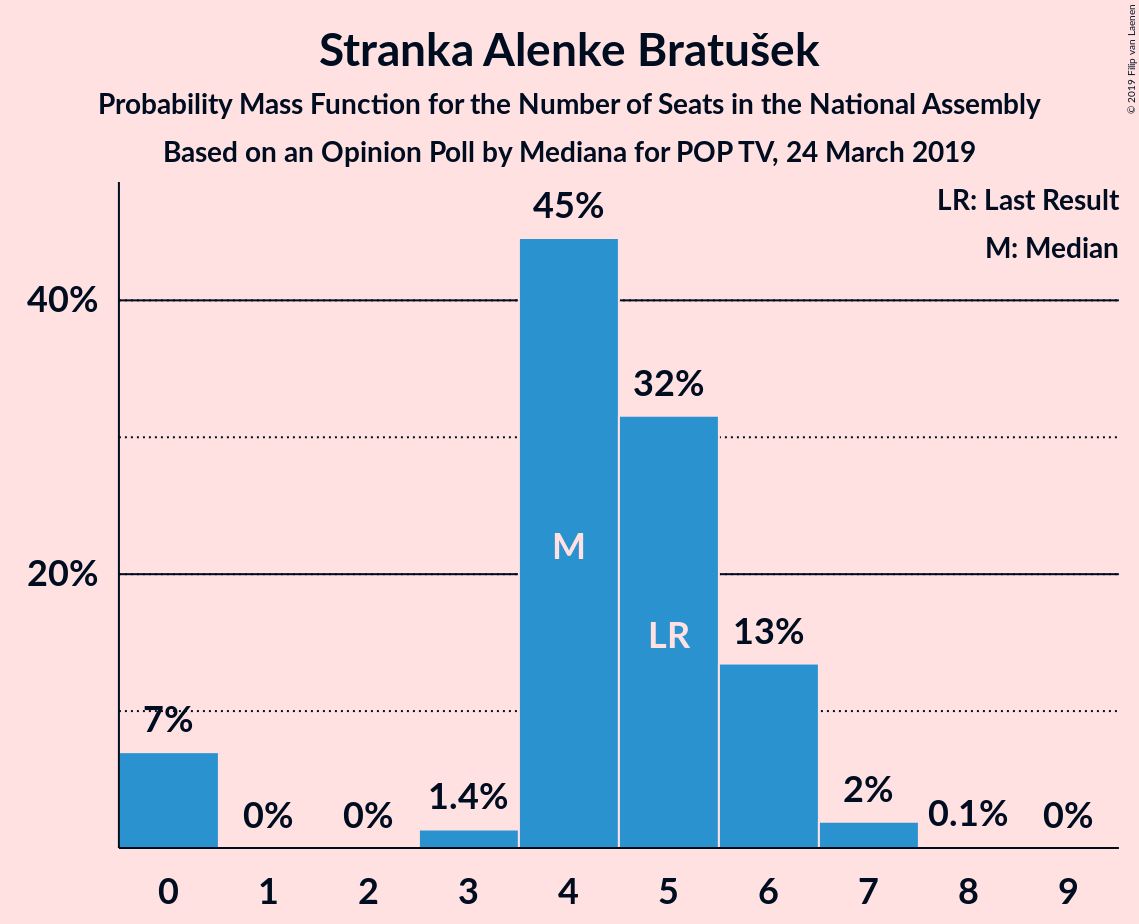 Stranka Alenke Bratušek
Probability Mass Function for the Number of Seats in the National Assembly
Based on an Opinion Poll by Mediana for POP TV, 24 March 2019
© 2019 Filip van Laenen
LR: Last Result
M: Median
40%
20%
7%
0%
0%
1.4%
45%
32%
13%
2%
0.1%
0%
M
LR
0 1 2 3 4 5 6 7 8 9